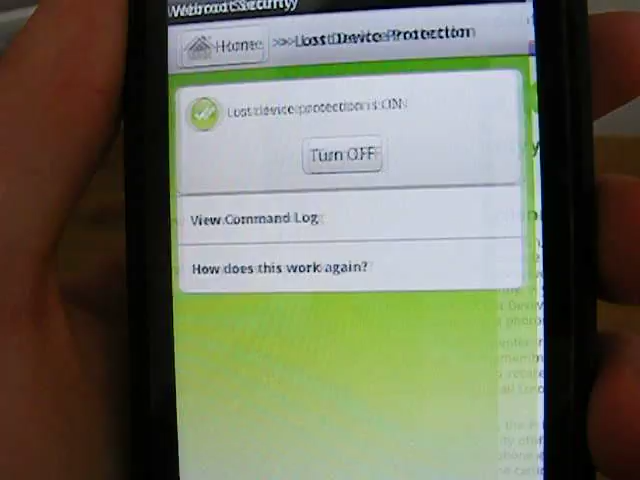 Webroot Security
Home >> Lost Device Protection
Lost device protection is ON
Turn OFF
View Command Log
How does this work again?